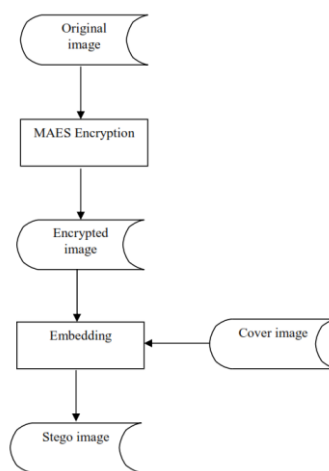 Original
image
MAES Encryption
Encrypted
image
Embedding
Cover image
Stego image